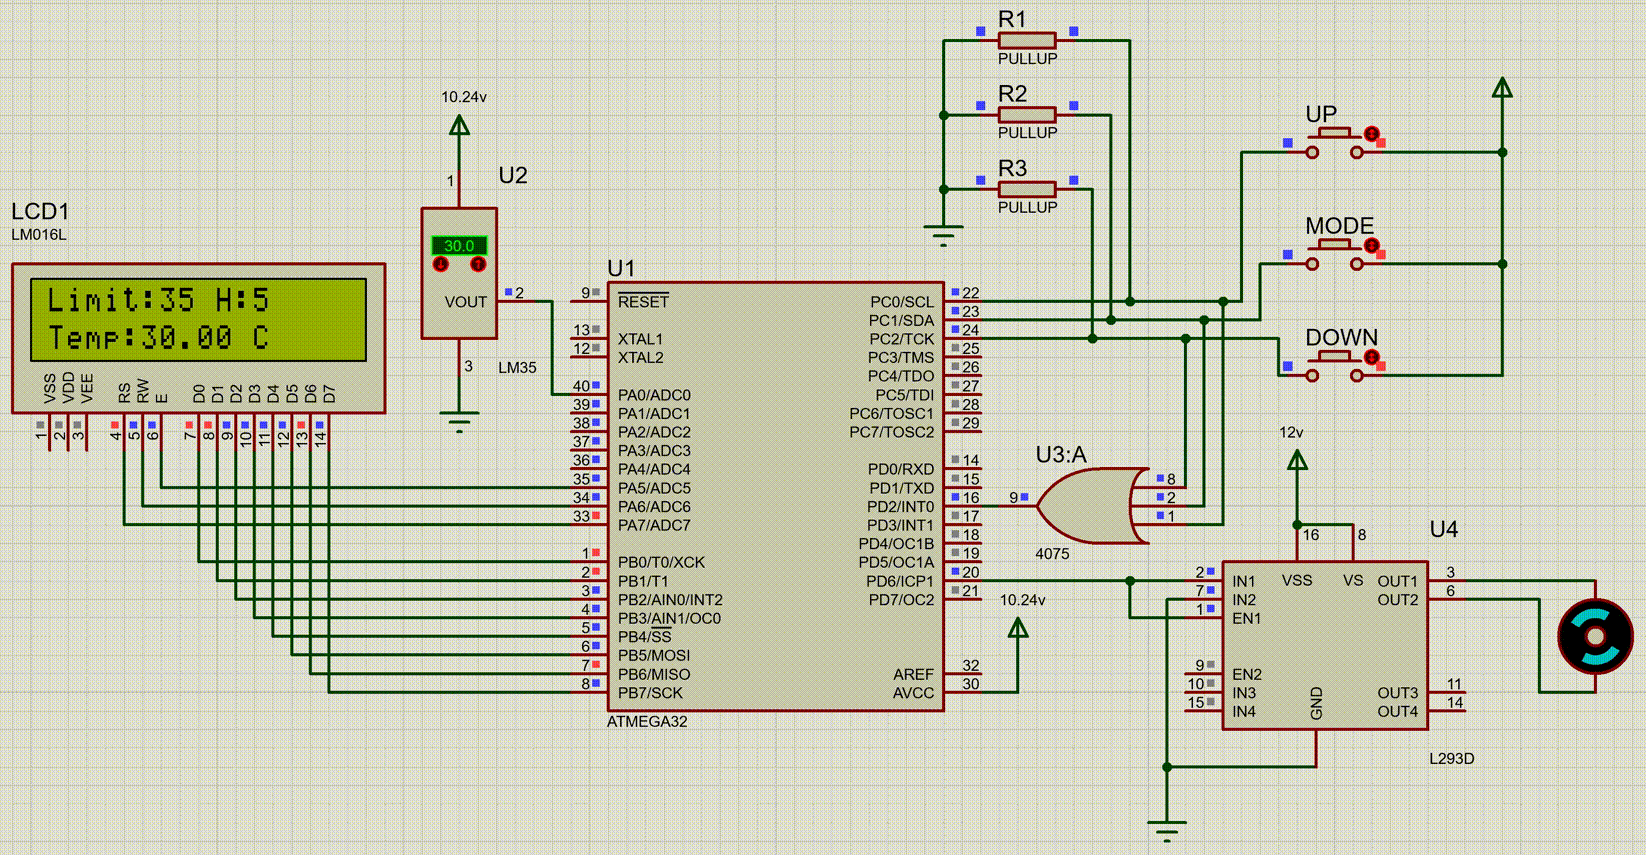 R1
PULLUP
R2
PULLUP
R3
PULLUP
10.24v
1
U2
30.0
VOUT
2
3
LM35
LCD1
LM016L
Limit:35 H:5
Temp:30.00 C
VSS VDD VEE RS RW E D0 D1 D2 D3 D4 D5 D6 D7
1 2 3 4 5 6 7 8 9 10 11 12 13 14
U1
9 RESET PC0/SCL 22
PC1/SDA 23
13 XTAL1 PC2/TCK 24
12 XTAL2 PC3/TMS 25
PC4/TDO 26
40 PA0/ADC0 PC5/TDI 27
39 PA1/ADC1 PC6/TOSC1 28
38 PA2/ADC2 PC7/TOSC2 29
37 PA3/ADC3
36 PA4/ADC4 PD0/RXD 14
35 PA5/ADC5 PD1/TXD 15
34 PA6/ADC6 PD2/INT0 16
33 PA7/ADC7 PD3/INT1 17
PD4/OC1B 18
1 PB0/T0/XCK PD5/OC1A 19
2 PB1/T1 PD6/ICP1 20
3 PB2/AIN0/INT2 PD7/OC2 21
4 PB3/AIN1/OC0
5 PB4/SS
6 PB5/MOSI
7 PB6/MISO AREF 32
8 PB7/SCK AVCC 30
ATMEGA32
10.24v
UP
MODE
DOWN
U3:A
9
8
2
1
4075
12v
16 8
U4
VSS VS
2 IN1 OUT1 3
7 IN2 OUT2 6
1 EN1
9 EN2
10 IN3 OUT3 11
15 IN4 OUT4 14
GND
L293D